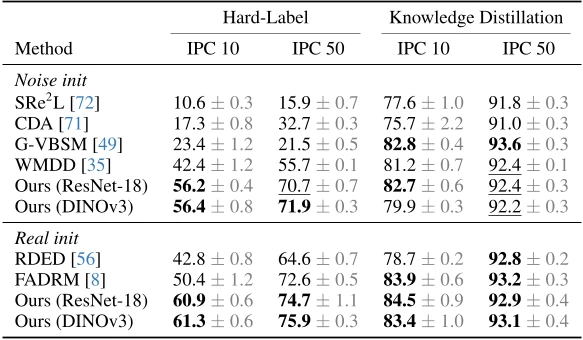 Hard-Label Knowledge Distillation
Method IPC 10 IPC 50 IPC 10 IPC 50
Noise init
SRe²L [72] 10.6 ± 0.3 15.9 ± 0.7 77.6 ± 1.0 91.8 ± 0.3
CDA [71] 17.3 ± 0.8 32.7 ± 0.3 75.7 ± 2.2 91.0 ± 0.3
G-VBSM [49] 23.4 ± 1.2 21.5 ± 0.5 82.8 ± 0.4 93.6 ± 0.3
WMDD [35] 42.4 ± 1.2 55.7 ± 0.1 81.2 ± 0.7 92.4 ± 0.1
Ours (ResNet-18) 56.2 ± 0.4 70.7 ± 0.7 82.7 ± 0.6 92.4 ± 0.3
Ours (DINOv3) 56.4 ± 0.8 71.9 ± 0.3 79.9 ± 0.3 92.2 ± 0.3
Real init
RDED [56] 42.8 ± 0.8 64.6 ± 0.7 78.7 ± 0.2 92.8 ± 0.2
FADRM [8] 50.4 ± 1.2 72.6 ± 0.5 83.9 ± 0.6 93.2 ± 0.3
Ours (ResNet-18) 60.9 ± 0.6 74.7 ± 1.1 84.5 ± 0.9 92.9 ± 0.4
Ours (DINOv3) 61.3 ± 0.6 75.9 ± 0.3 83.4 ± 1.0 93.1 ± 0.4